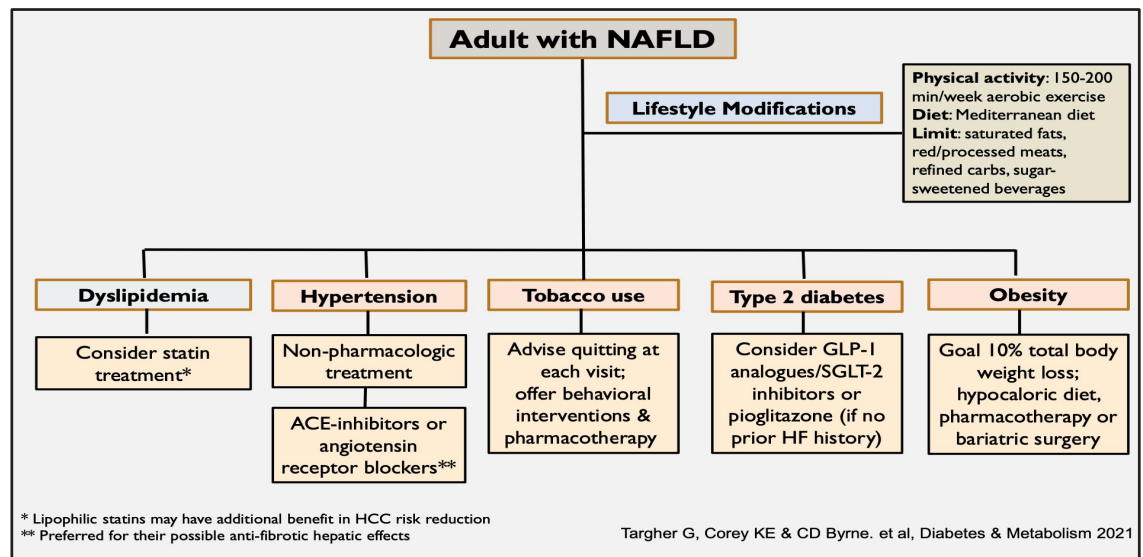 Adult with NAFLD
Lifestyle Modifications
Physical activity: 150-200
min/week aerobic exercise
Diet: Mediterranean diet
Limit: saturated fats,
red/processed meats,
refined carbs, sugar-
sweetened beverages
Dyslipidemia
Consider statin
treatment*
Hypertension
Non-pharmacologic
treatment
ACE-inhibitors or
angiotensin
receptor blockers**
Tobacco use
Advise quitting at
each visit;
offer behavioral
interventions &
pharmacotherapy
Type 2 diabetes
Consider GLP-1
analogues/SGLT-2
inhibitors or
pioglitazone (if no
prior HF history)
Obesity
Goal 10% total body
weight loss;
hypocaloric diet,
pharmacotherapy or
bariatric surgery
* Lipophilic statins may have additional benefit in HCC risk reduction
** Preferred for their possible anti-fibrotic hepatic effects
Targher G, Corey KE & CD Byrne. et al, Diabetes & Metabolism 2021